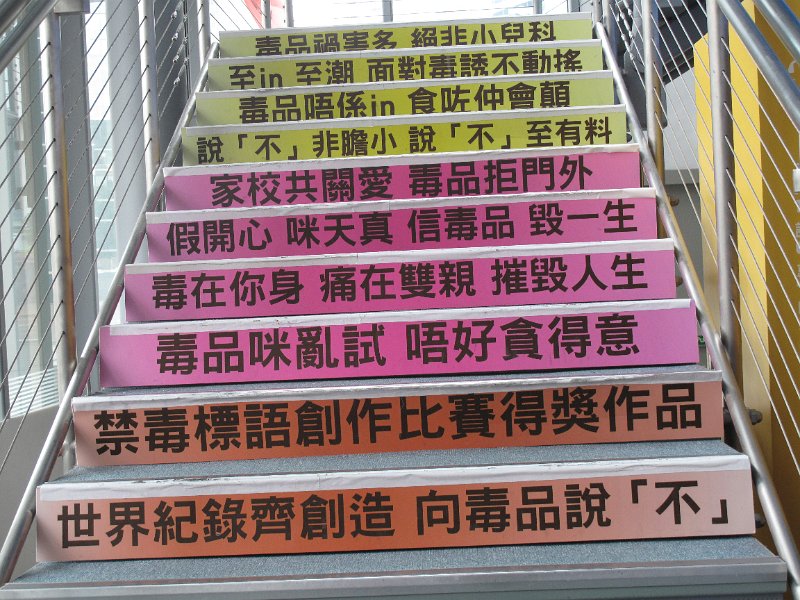 毒品禍害多 絕非小兒科
至in 至潮 面對毒誘不動搖
毒品唔係in 食咗仲會顛
說「不」非膽小 說「不」至有料
家校共關愛 毒品拒門外
假開心 咪天真 信毒品 毀一生
毒在你身 痛在雙親 摧毀人生
毒品咪亂試 唔好貪得意
禁毒標語創作比賽得獎作品
世界紀錄齊創造 向毒品說「不」